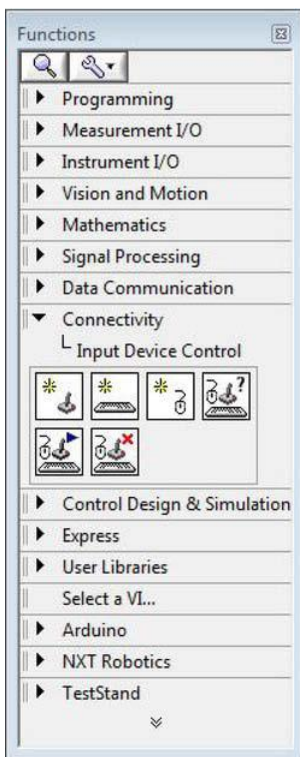 Functions
Programming
Measurement I/O
Instrument I/O
Vision and Motion
Mathematics
Signal Processing
Data Communication
Connectivity
Input Device Control
?
Control Design & Simulation
Express
User Libraries
Select a VI...
Arduino
NXT Robotics
TestStand